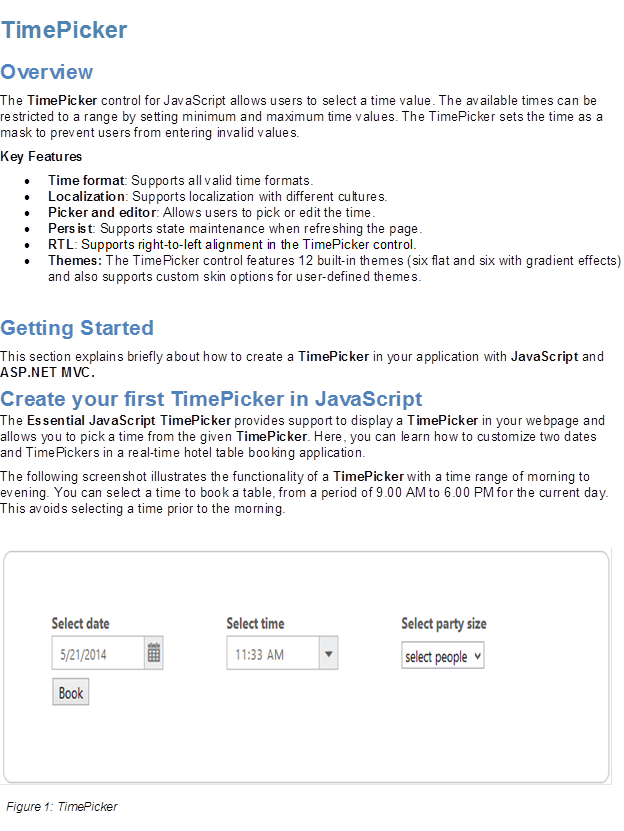 TimePicker
Overview
The TimePicker control for JavaScript allows users to select a time value. The available times can be
restricted to a range by setting minimum and maximum time values. The TimePicker sets the time as a
mask to prevent users from entering invalid values.
Key Features
• Time format: Supports all valid time formats.
• Localization: Supports localization with different cultures.
• Picker and editor: Allows users to pick or edit the time.
• Persist: Supports state maintenance when refreshing the page.
• RTL: Supports right-to-left alignment in the TimePicker control.
• Themes: The TimePicker control features 12 built-in themes (six flat and six with gradient effects)
and also supports custom skin options for user-defined themes.
Getting Started
This section explains briefly about how to create a TimePicker in your application with JavaScript and
ASP.NET MVC.
Create your first TimePicker in JavaScript
The Essential JavaScript TimePicker provides support to display a TimePicker in your webpage and
allows you to pick a time from the given TimePicker. Here, you can learn how to customize two dates
and TimePickers in a real-time hotel table booking application.
The following screenshot illustrates the functionality of a TimePicker with a time range of morning to
evening. You can select a time to book a table, from a period of 9.00 AM to 6.00 PM for the current day.
This avoids selecting a time prior to the morning.
Select date Select time Select party size
5/21/2014 11:33 AM select people
Book
Figure 1: TimePicker